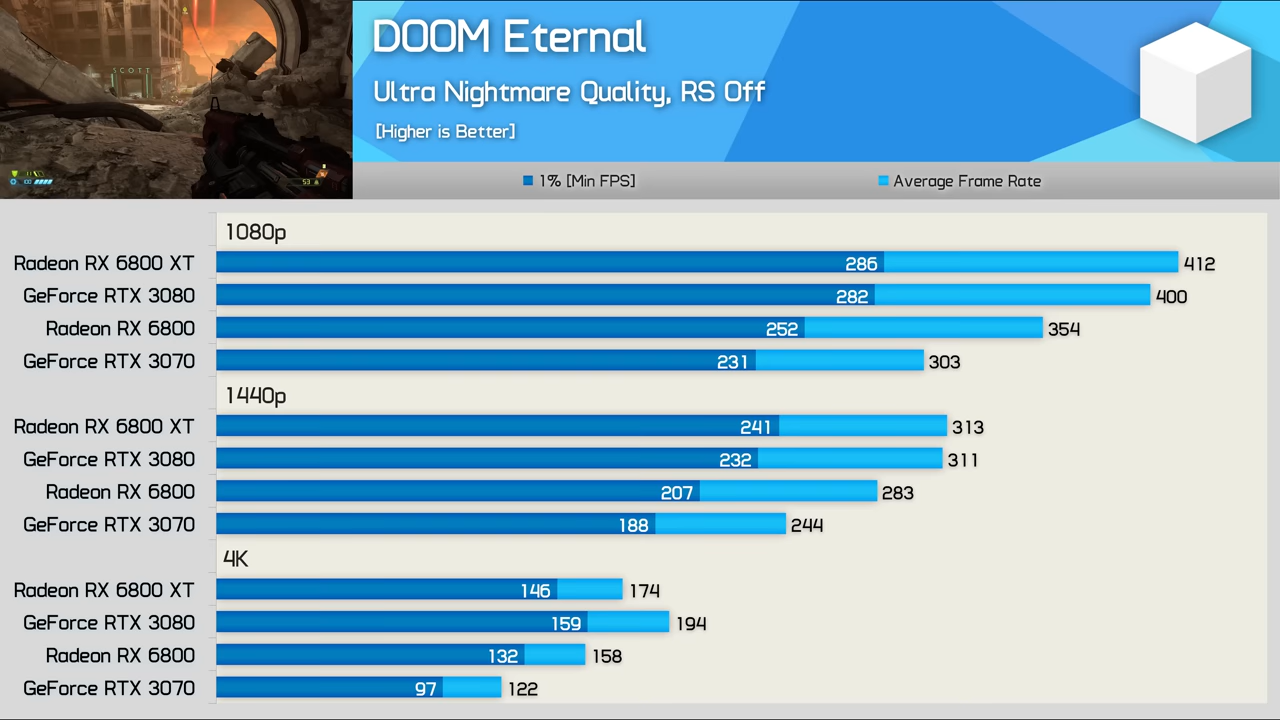 DOOM Eternal
Ultra Nightmare Quality, RS Off
[Higher is Better]
SCOTT
53
1% [Min FPS] Average Frame Rate
1080p
Radeon RX 6800 XT 286 412
GeForce RTX 3080 282 400
Radeon RX 6800 252 354
GeForce RTX 3070 231 303
1440p
Radeon RX 6800 XT 241 313
GeForce RTX 3080 232 311
Radeon RX 6800 207 283
GeForce RTX 3070 188 244
4K
Radeon RX 6800 XT 146 174
GeForce RTX 3080 159 194
Radeon RX 6800 132 158
GeForce RTX 3070 97 122